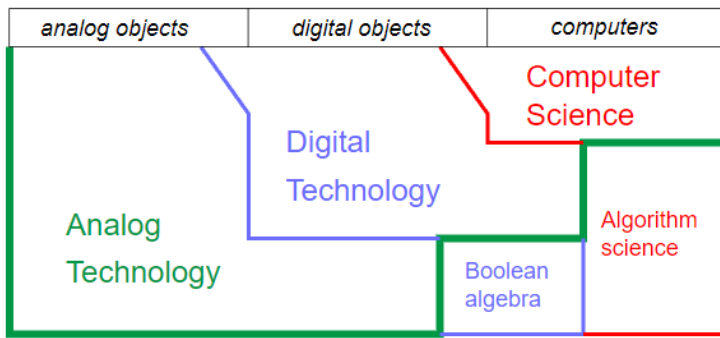 analog objects
digital objects
computers
Computer
Science
Digital
Technology
Analog
Technology
Algorithm
science
Boolean
algebra